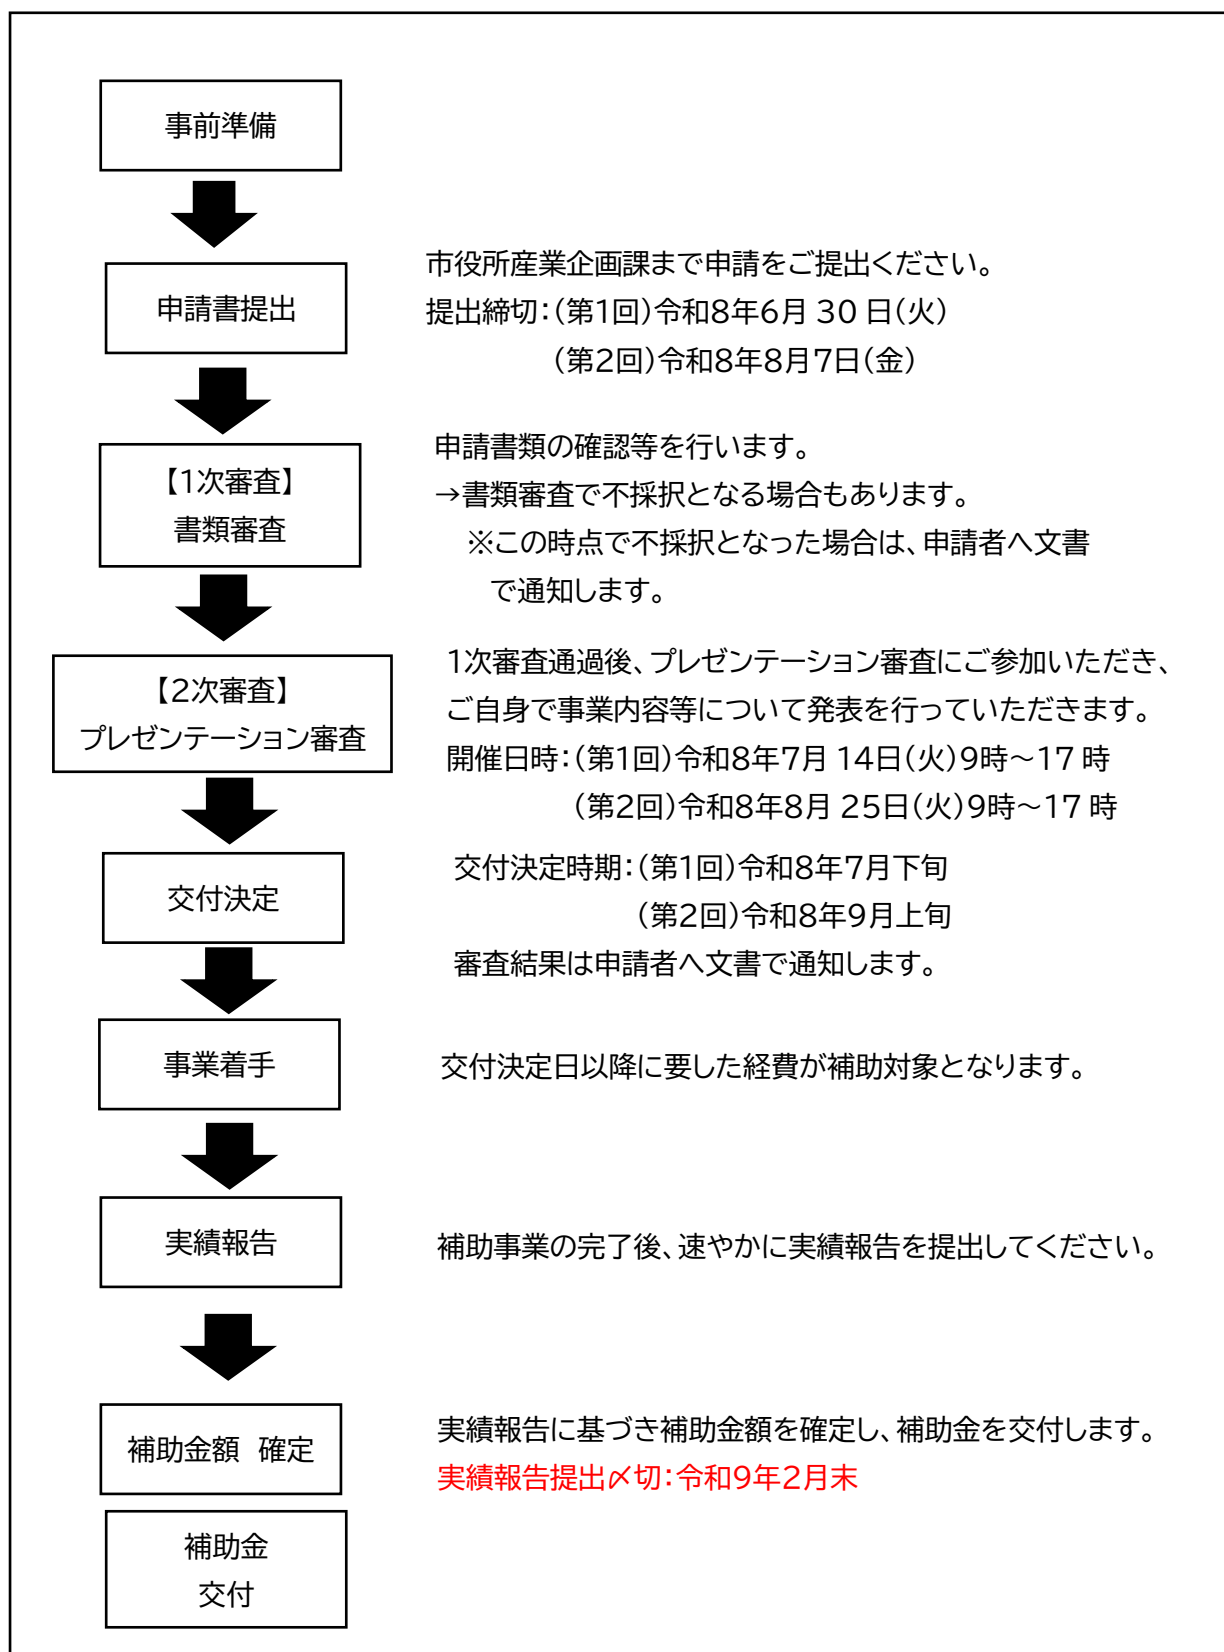 事前準備
申請書提出
市役所産業企画課まで申請をご提出ください。
提出締切：（第1回）令和8年6月 30 日（火）
（第2回）令和8年8月7日（金）
【1次審査】
書類審査
申請書類の確認等を行います。
→書類審査で不採択となる場合もあります。
※この時点で不採択となった場合は、申請者へ文書
で通知します。
【2次審査】
プレゼンテーション審査
1次審査通過後、プレゼンテーション審査にご参加いただき、
ご自身で事業内容等について発表を行っていただきます。
開催日時：（第1回）令和8年7月 14日（火）9時～17 時
（第2回）令和8年8月 25日（火）9時～17 時
交付決定
交付決定時期：（第1回）令和8年7月下旬
（第2回）令和8年9月上旬
審査結果は申請者へ文書で通知します。
事業着手
交付決定日以降に要した経費が補助対象となります。
実績報告
補助事業の完了後、速やかに実績報告を提出してください。
補助金額　確定
実績報告に基づき補助金額を確定し、補助金を交付します。
実績報告提出〆切：令和9年2月末
補助金
交付